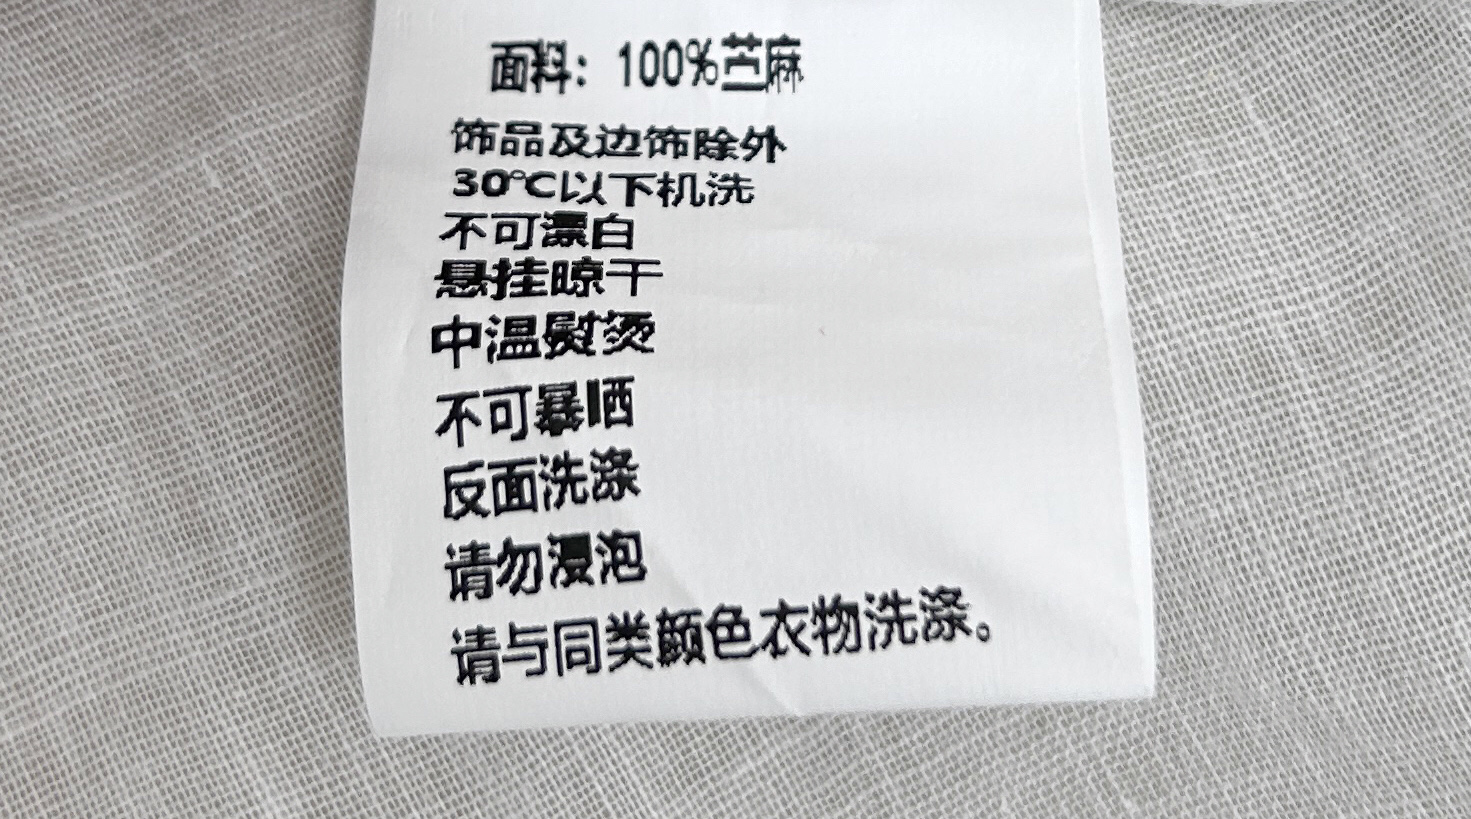 面料：100%苎麻
饰品及边饰除外
30℃以下机洗
不可漂白
悬挂晾干
中温熨烫
不可暴晒
反面洗涤
请勿浸泡
请与同类颜色衣物洗涤。